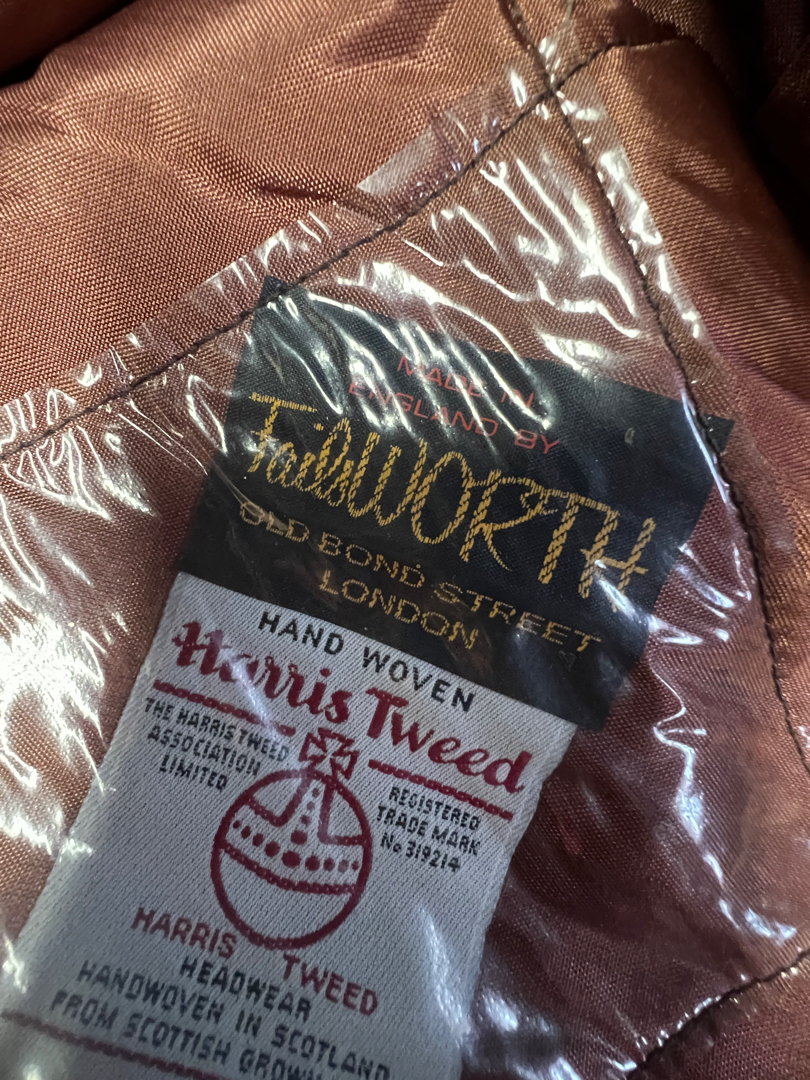 MADE IN
ENGLAND BY
FailsWORTH
OLD BOND STREET
LONDON
HAND WOVEN
Harris Tweed
THE HARRIS TWEED
ASSOCIATION
LIMITED
REGISTERED
TRADE MARK
No 319214
HARRIS TWEED
HEADWEAR
HANDWOVEN IN SCOTLAND
FROM SCOTTISH GROWN